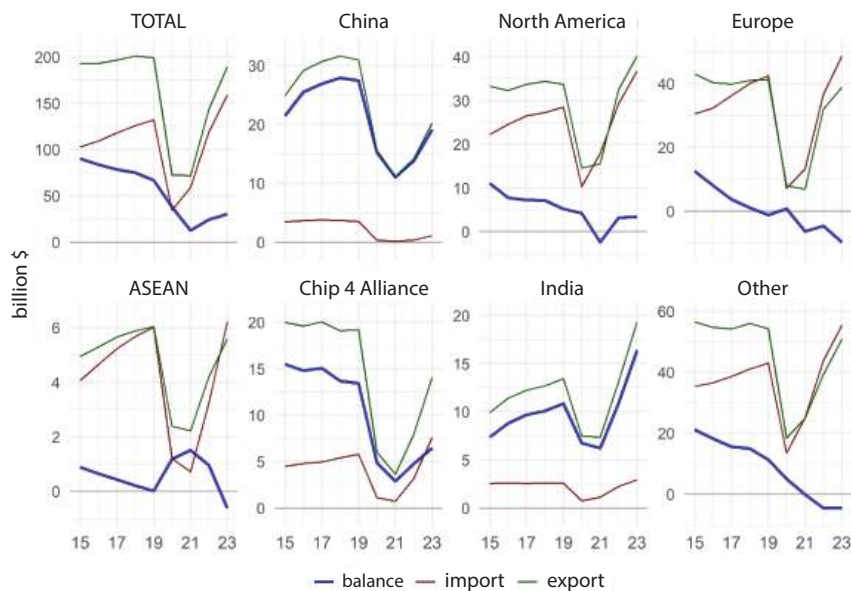 TOTAL China North America Europe
200 150 100 50 0
30 20 10 0
40 30 20 10 0
40 20 0
billion $
ASEAN Chip 4 Alliance India Other
6 4 2 0
20 15 10 5 0
20 15 10 5 0
60 40 20 0
15 17 19 21 23 15 17 19 21 23 15 17 19 21 23 15 17 19 21 23
balance import export